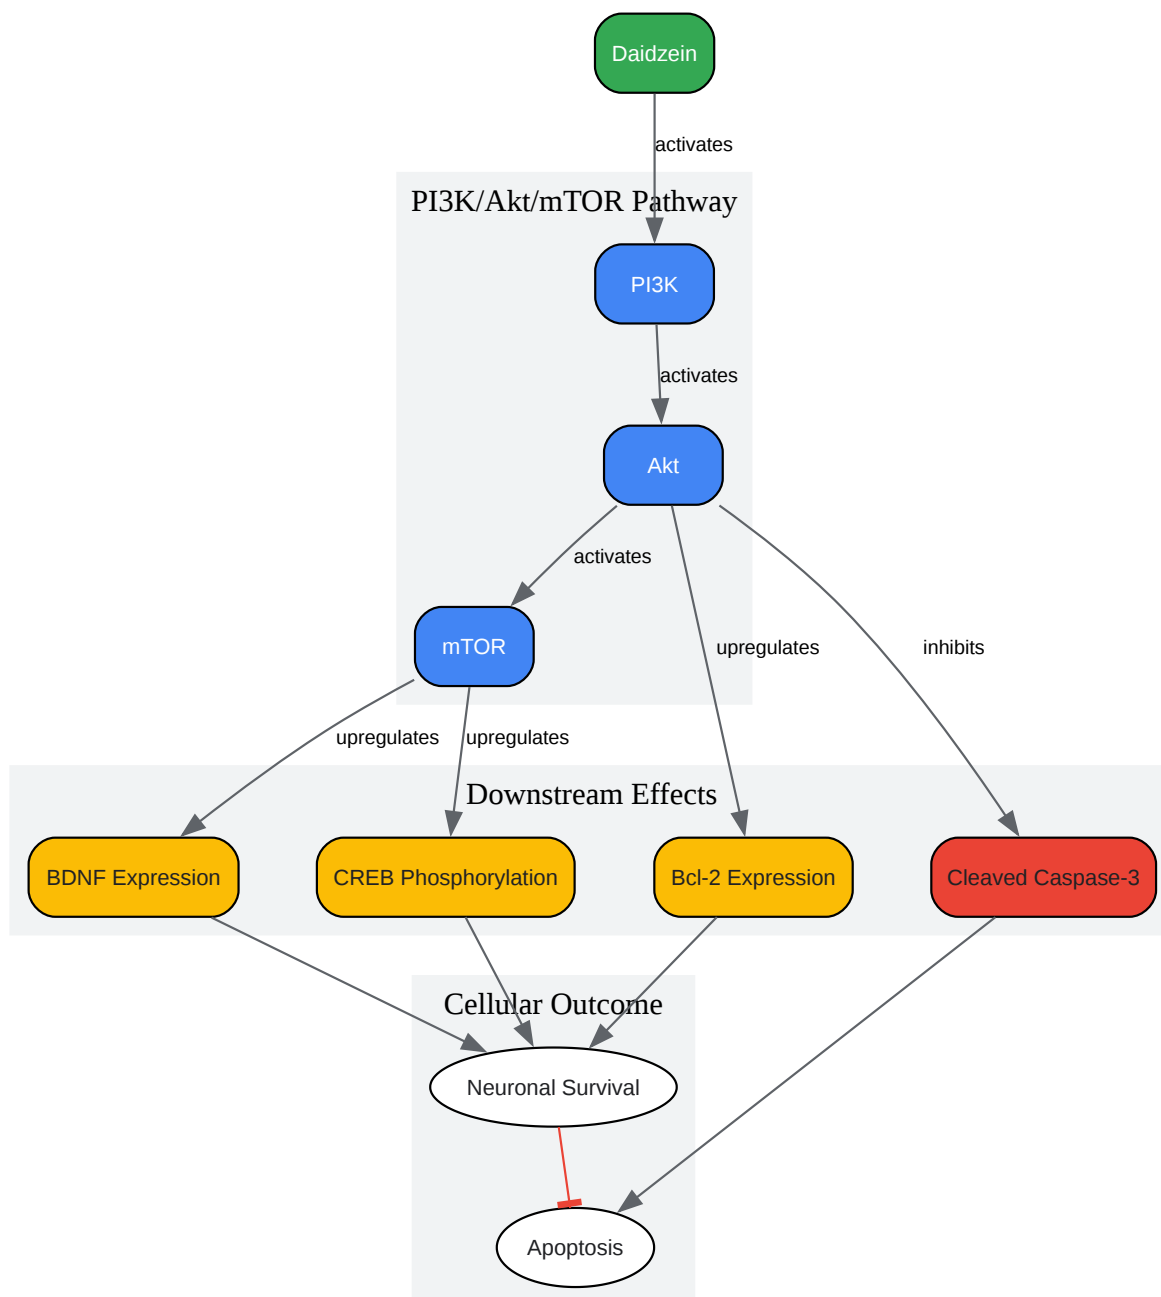 Daidzein
activates
PI3K/Akt/mTOR Pathway
PI3K
activates
Akt
activates
mTOR
upregulates
inhibits
upregulates
upregulates
Downstream Effects
BDNF Expression
CREB Phosphorylation
Bcl-2 Expression
Cleaved Caspase-3
Cellular Outcome
Neuronal Survival
Apoptosis